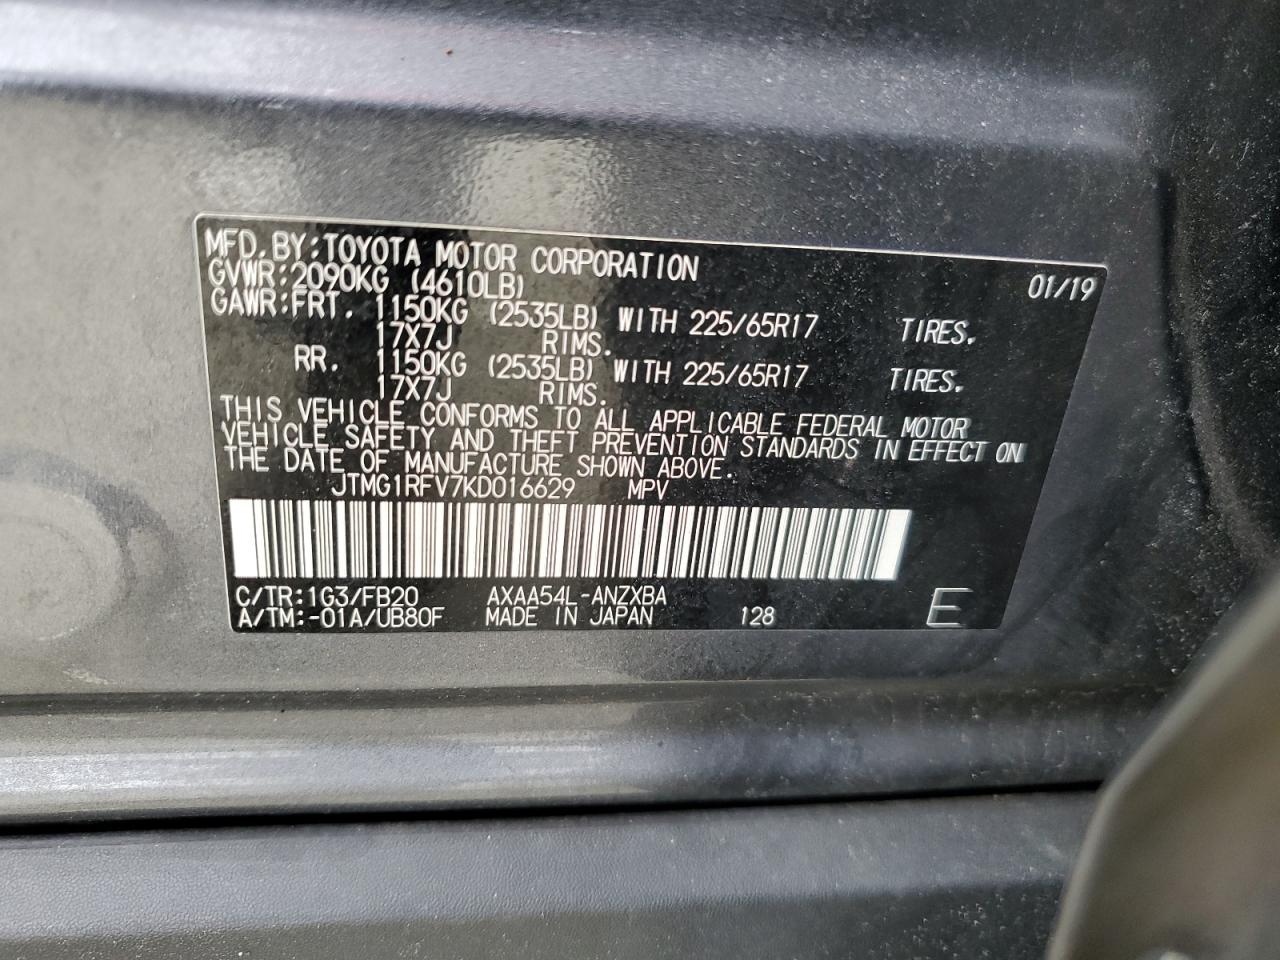 MFD. BY: TOYOTA MOTOR CORPORATION 01/19
GVWR: 2090KG (4610LB)
GAWR: FRT. 1150KG (2535LB) WITH 225/65R17 TIRES.
17X7J RIMS.
RR. 1150KG (2535LB) WITH 225/65R17 TIRES.
17X7J RIMS.
THIS VEHICLE CONFORMS TO ALL APPLICABLE FEDERAL MOTOR
VEHICLE SAFETY AND THEFT PREVENTION STANDARDS IN EFFECT ON
THE DATE OF MANUFACTURE SHOWN ABOVE.
JTMG1RFV7KD016629 MPV
C/TR: 1G3/FB20 AXAA54L-ANZXBA
A/TM: -01A/UB80F MADE IN JAPAN 128 E